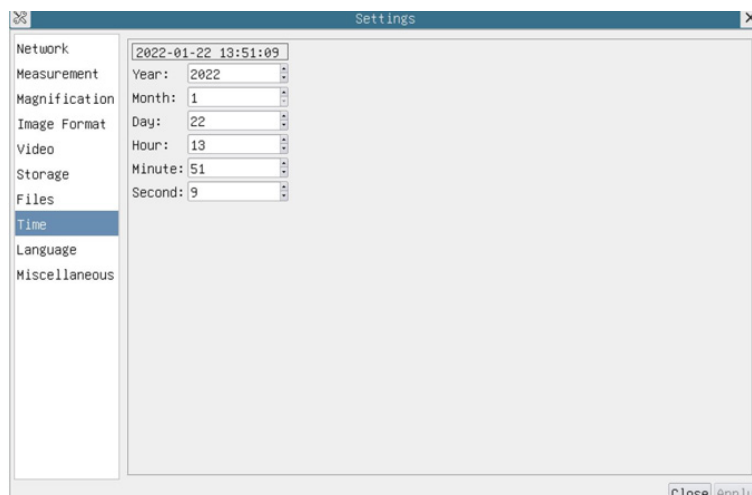 Settings
Network
Measurement
Magnification
Image Format
Video
Storage
Files
Time
Language
Miscellaneous
2022-01-22 13:51:09
Year: 2022
Month: 1
Day: 22
Hour: 13
Minute: 51
Second: 9
Close Apply